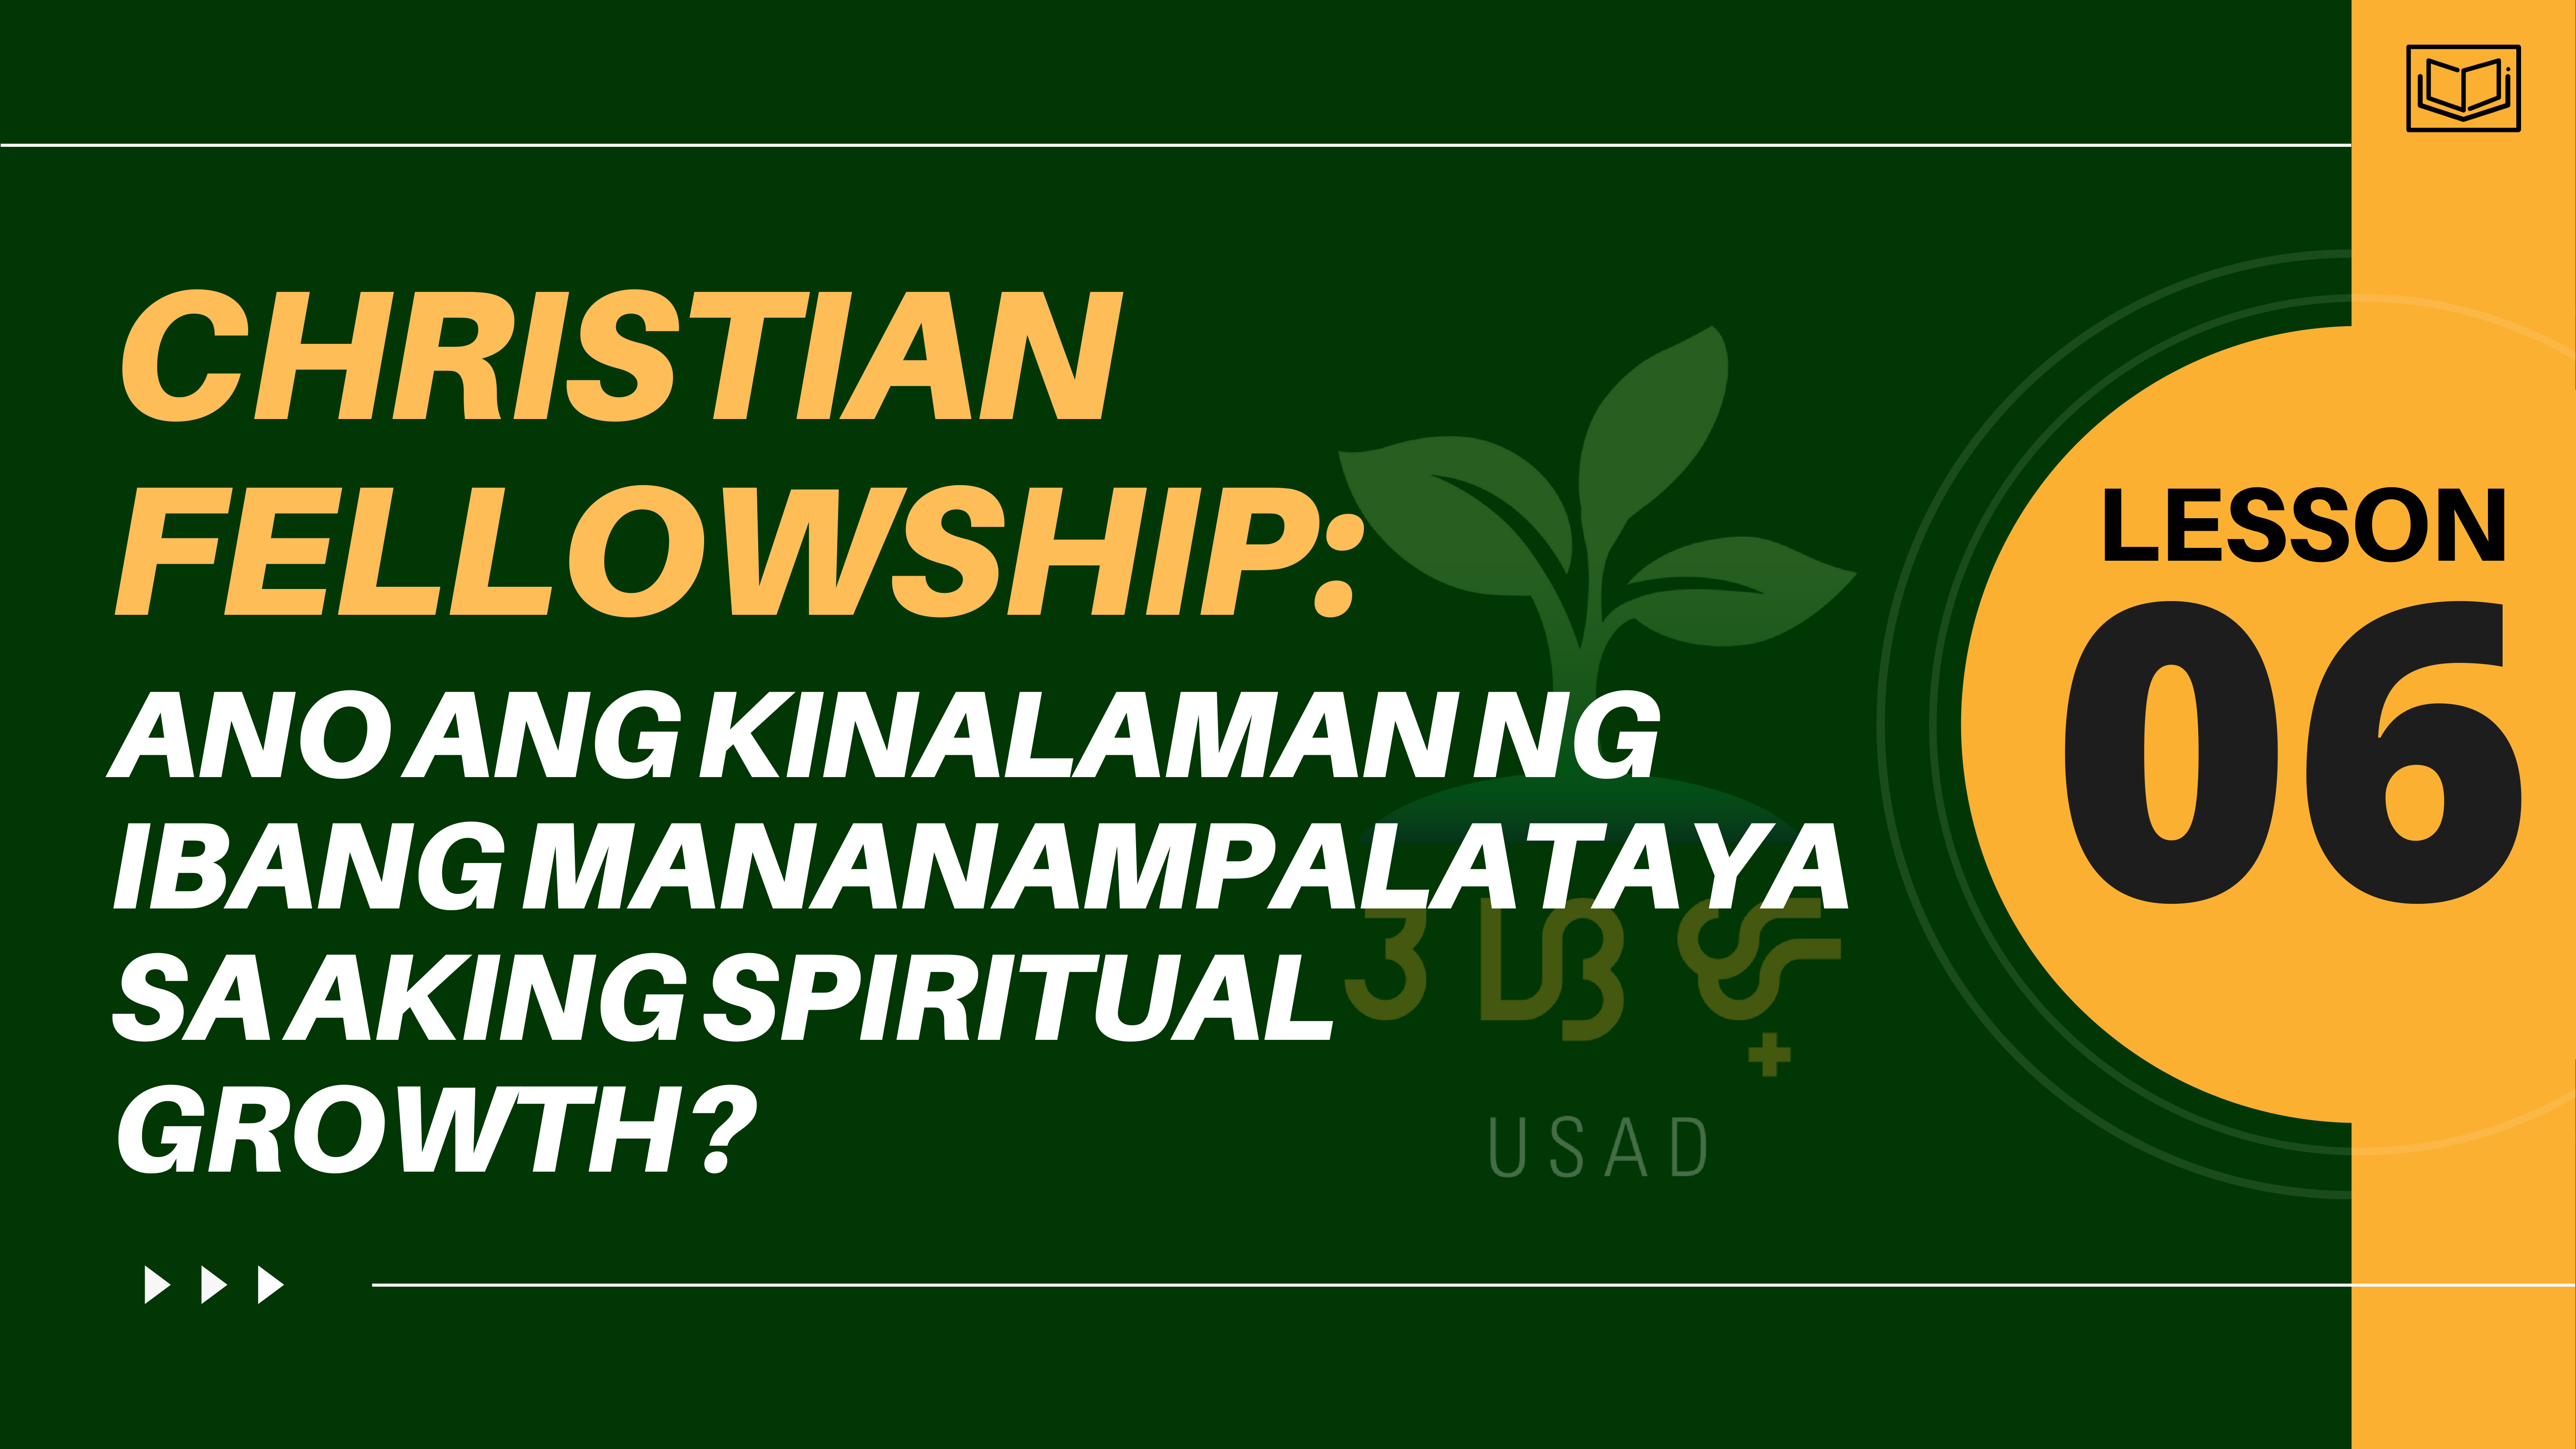 CHRISTIAN
FELLOWSHIP:
ANO ANG KINALAMAN NG
IBANG MANANAMPALATAYA
SA AKING SPIRITUAL
GROWTH?
LESSON
06
USAD